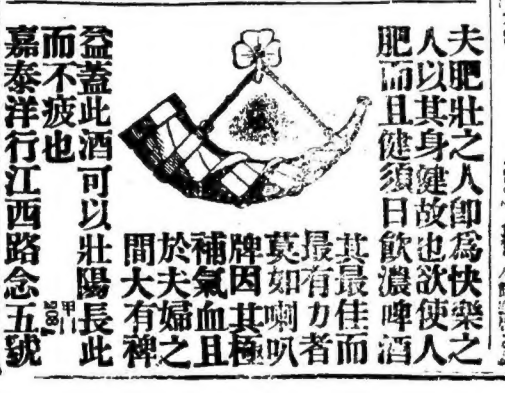 夫肥壯之人卽為快樂之
人以其身健故也欲使人
肥而且健須日飲濃啤酒
其最佳而
最有力者
莫如喇叭
牌因其極
補氣血且
於夫婦之
間大有裨
益蓋此酒可以壯陽長此
而不疲也
嘉泰洋行江西路念五號